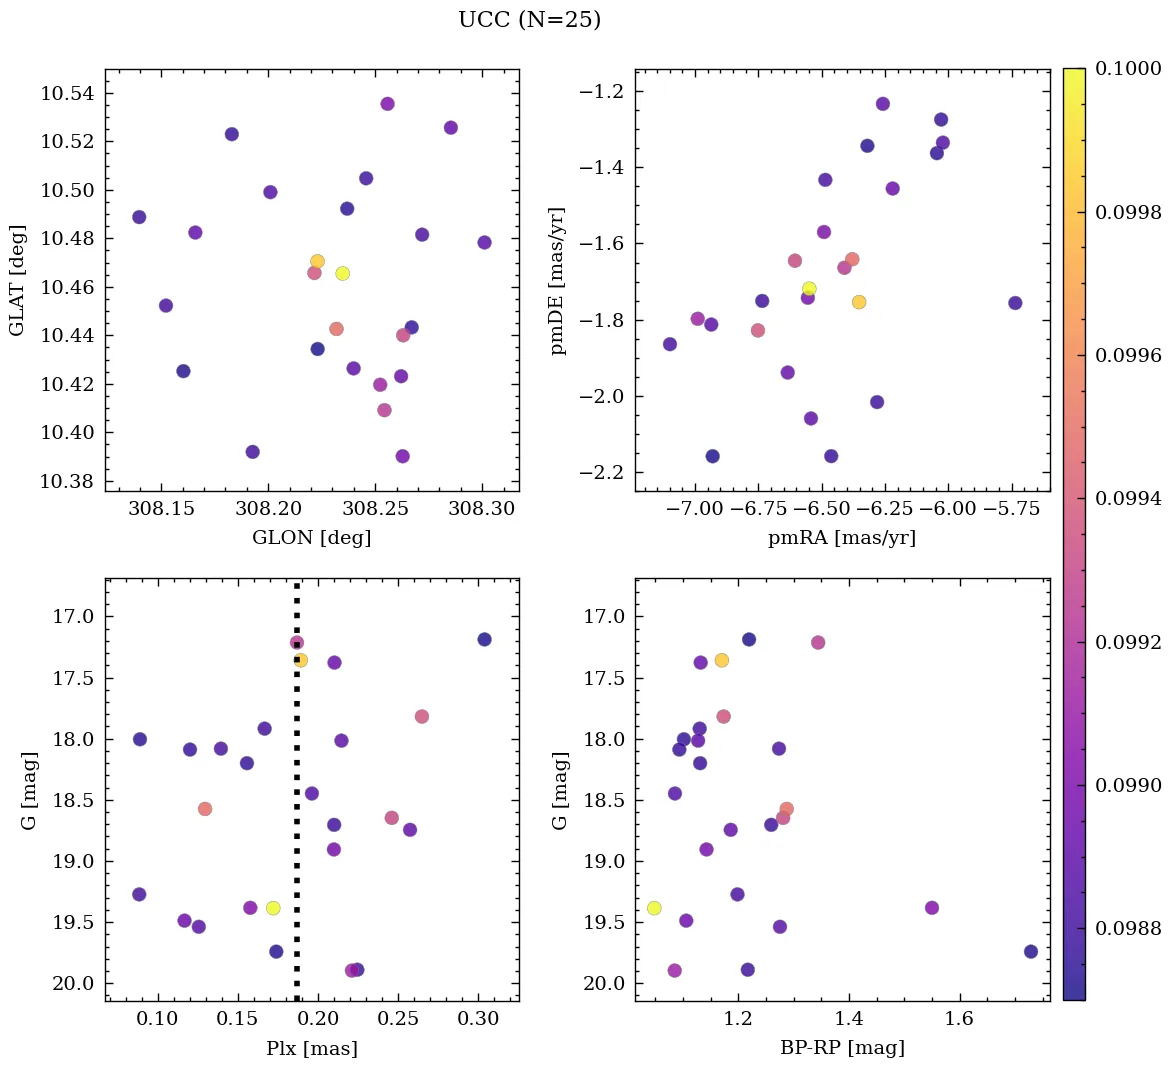 UCC (N=25)
10.54
10.52
10.50
10.48
10.46
10.44
10.42
10.40
10.38
GLAT [deg]
308.15 308.20 308.25 308.30
GLON [deg]
−1.2
−1.4
−1.6
−1.8
−2.0
−2.2
pmDE [mas/yr]
−7.00 −6.75 −6.50 −6.25 −6.00 −5.75
pmRA [mas/yr]
0.1000
0.0998
0.0996
0.0994
0.0992
0.0990
0.0988
17.0
17.5
18.0
18.5
19.0
19.5
20.0
G [mag]
0.10 0.15 0.20 0.25 0.30
Plx [mas]
17.0
17.5
18.0
18.5
19.0
19.5
20.0
G [mag]
1.2 1.4 1.6
BP-RP [mag]